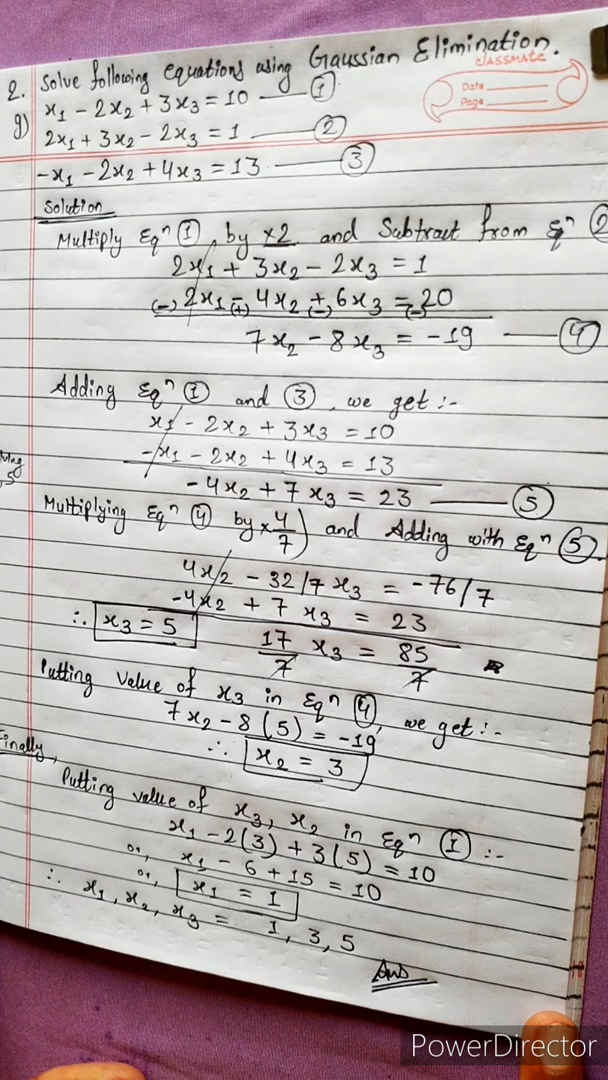 2. Solve following equations using Gaussian Elimination.
classmate
Date
Page
g) x₁ - 2x₂ + 3x₃ = 10 — ①
2x₁ + 3x₂ - 2x₃ = 1 — ②
-x₁ - 2x₂ + 4x₃ = 13 — ③
Solution
Multiply Eqⁿ ①, by ×2 and Subtract from Eqⁿ ②
2x₁ + 3x₂ - 2x₃ = 1
(-) 2x₁ - (+) 4x₂ + (-) 6x₃ = (-) 20
7x₂ - 8x₃ = -19 — ④
Adding Eqⁿ ① and ③, we get :-
x₁ - 2x₂ + 3x₃ = 10
-x₁ - 2x₂ + 4x₃ = 13
-4x₂ + 7x₃ = 23 — ⑤
Multiplying Eqⁿ ④ by ×4/7) and Adding with Eqⁿ ⑤
4x₂ - 32/7 x₃ = -76/7
-4x₂ + 7 x₃ = 23
∴ x₃ = 5 17/7 x₃ = 85/7
Putting value of x₃ in Eqⁿ ④, we get :-
7x₂ - 8(5) = -19
∴ x₂ = 3
Finally,
Putting value of x₃, x₂ in Eqⁿ ① :-
x₁ - 2(3) + 3(5) = 10
or, x₁ - 6 + 15 = 10
or, x₁ = 1
∴ x₁, x₂, x₃ = 1, 3, 5
Ans
PowerDirector